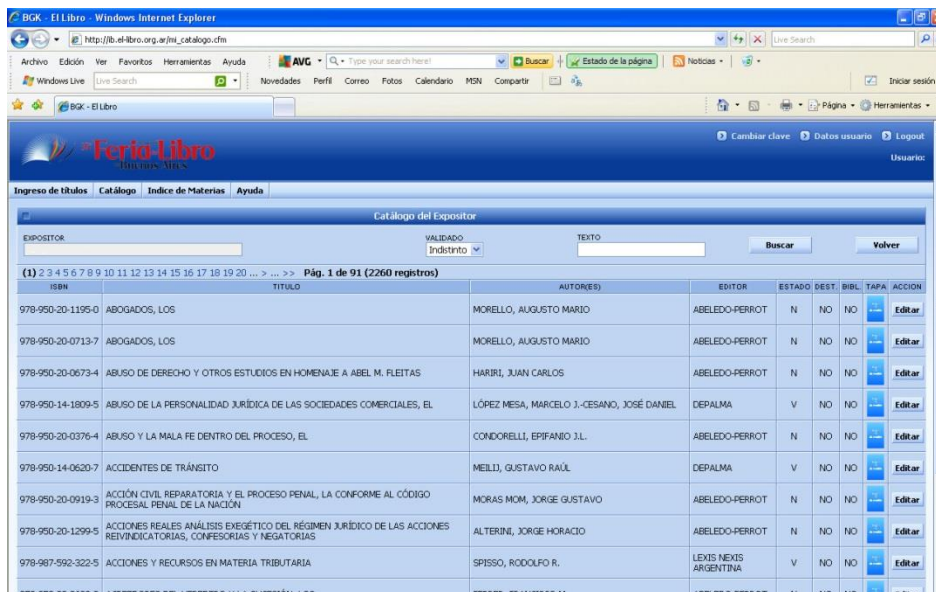 BGK - El Libro - Windows Internet Explorer
http://ib.el-libro.org.ar/mi_catalogo.cfm
Live Search
Archivo Edición Ver Favoritos Herramientas Ayuda
AVG
Type your search here!
Buscar
Estado de la página
Noticias
Windows Live
Live Search
Novedades Perfil Correo Fotos Calendario MSN Compartir
Iniciar sesión
BGK - El Libro
Página
Herramientas
Feria-Libro
Buenos Aires
Cambiar clave Datos usuario Logout
Usuario:
Ingreso de títulos Catálogo Indice de Materias Ayuda
Catálogo del Expositor
EXPOSITOR VALIDADO TEXTO
Indistinto Buscar Volver
(1) 2 3 4 5 6 7 8 9 10 11 12 13 14 15 16 17 18 19 20 ... > ... >> Pág. 1 de 91 (2260 registros)
ISBN TITULO AUTOR(ES) EDITOR ESTADO DEST. BIBL. TAPA ACCION
978-950-20-1195-0 ABOGADOS, LOS MORELLO, AUGUSTO MARIO ABELEDO-PERROT N NO NO Editar
978-950-20-0713-7 ABOGADOS, LOS MORELLO, AUGUSTO MARIO ABELEDO-PERROT N NO NO Editar
978-950-20-0673-4 ABUSO DE DERECHO Y OTROS ESTUDIOS EN HOMENAJE A ABEL M. FLEITAS HARIRI, JUAN CARLOS ABELEDO-PERROT N NO NO Editar
978-950-14-1809-5 ABUSO DE LA PERSONALIDAD JURÍDICA DE LAS SOCIEDADES COMERCIALES, EL LÓPEZ MESA, MARCELO J.-CESANO, JOSÉ DANIEL DEPALMA V NO NO Editar
978-950-20-0376-4 ABUSO Y LA MALA FE DENTRO DEL PROCESO, EL CONDORELLI, EPIFANIO J.L. ABELEDO-PERROT N NO NO Editar
978-950-14-0620-7 ACCIDENTES DE TRÁNSITO MEILIJ, GUSTAVO RAÚL DEPALMA V NO NO Editar
978-950-20-0919-3 ACCIÓN CIVIL REPARATORIA Y EL PROCESO PENAL, LA CONFORME AL CÓDIGO
PROCESAL PENAL DE LA NACIÓN MORAS MOM, JORGE GUSTAVO ABELEDO-PERROT N NO NO Editar
978-950-20-1299-5 ACCIONES REALES ANÁLISIS EXEGÉTICO DEL RÉGIMEN JURÍDICO DE LAS ACCIONES
REIVINDICATORIAS, CONFESORIAS Y NEGATORIAS ALTERINI, JORGE HORACIO ABELEDO-PERROT N NO NO Editar
978-987-592-322-5 ACCIONES Y RECURSOS EN MATERIA TRIBUTARIA SPISSO, RODOLFO R. LEXIS NEXIS
ARGENTINA V NO NO Editar